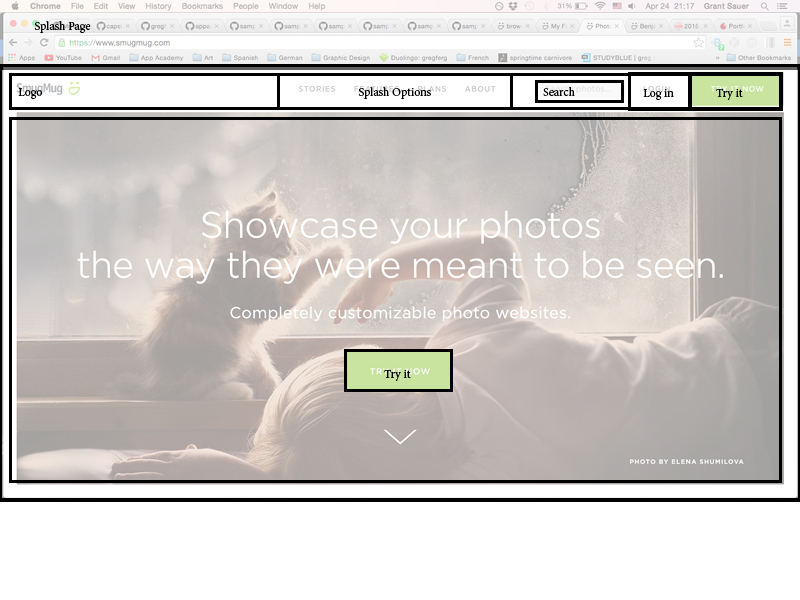 Chrome File Edit View History Bookmarks People Window Help 31% Apr 24 21:17 Grant Sauer
Splash Page
https://www.smugmug.com
Apps YouTube Gmail Calendar App Academy Art Spanish German Graphic Design Duolingo: gregferg French springtime.carnivore STUDYBLUE | greg Other Bookmarks
SmugMug
Logo
STORIES PLANS ABOUT
Splash Options
Search
Log in
Try it
Showcase your photos
the way they were meant to be seen.
Completely customizable photo websites.
Try it
PHOTO BY ELENA SHUMILOVA